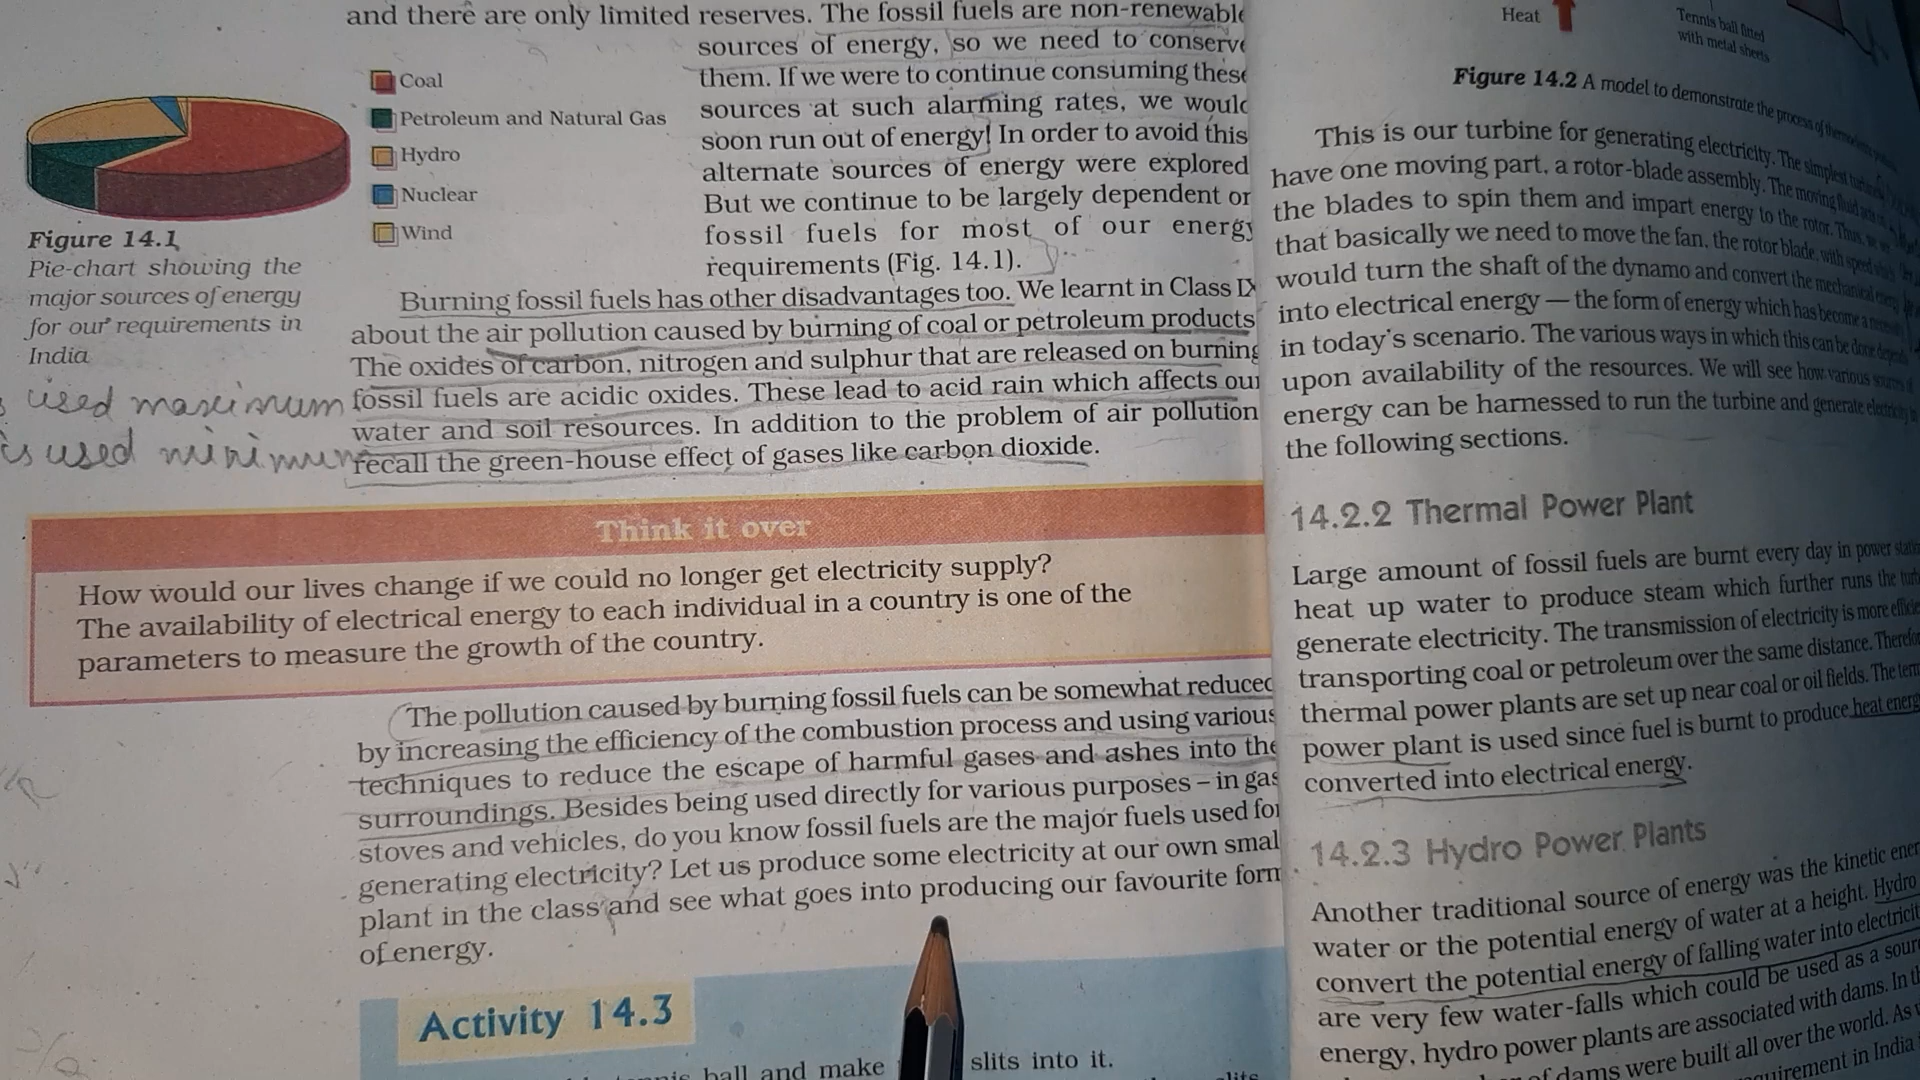 and there are only limited reserves. The fossil fuels are non-renewable
sources of energy, so we need to conserve
them. If we were to continue consuming these
sources at such alarming rates, we would
soon run out of energy! In order to avoid this
alternate sources of energy were explored
But we continue to be largely dependent on
fossil fuels for most of our energy
requirements (Fig. 14.1).
Coal
Petroleum and Natural Gas
Hydro
Nuclear
Wind
Figure 14.1
Pie-chart showing the
major sources of energy
for our requirements in
India
used maximum
is used minimum
Burning fossil fuels has other disadvantages too. We learnt in Class IX
about the air pollution caused by burning of coal or petroleum products
The oxides of carbon, nitrogen and sulphur that are released on burning
fossil fuels are acidic oxides. These lead to acid rain which affects our
water and soil resources. In addition to the problem of air pollution
recall the green-house effect of gases like carbon dioxide.
Think it over
How would our lives change if we could no longer get electricity supply?
The availability of electrical energy to each individual in a country is one of the
parameters to measure the growth of the country.
The pollution caused by burning fossil fuels can be somewhat reduced
by increasing the efficiency of the combustion process and using various
techniques to reduce the escape of harmful gases and ashes into the
surroundings. Besides being used directly for various purposes – in gas
stoves and vehicles, do you know fossil fuels are the major fuels used for
generating electricity? Let us produce some electricity at our own small
plant in the class and see what goes into producing our favourite form
of energy.
Activity 14.3
ball and make slits into it.
slits
Heat
Tennis ball fitted
with metal sheets
Figure 14.2 A model to demonstrate the process of
This is our turbine for generating electricity. The simplest
have one moving part, a rotor-blade assembly. The moving fluid
the blades to spin them and impart energy to the rotor. Thus,
that basically we need to move the fan, the rotor blade, with speed
would turn the shaft of the dynamo and convert the mechanical energy
into electrical energy — the form of energy which has become a
in today's scenario. The various ways in which this can be done
upon availability of the resources. We will see how various sources of
energy can be harnessed to run the turbine and generate electricity in
the following sections.
14.2.2 Thermal Power Plant
Large amount of fossil fuels are burnt every day in power
heat up water to produce steam which further runs the
generate electricity. The transmission of electricity is more
transporting coal or petroleum over the same distance.
thermal power plants are set up near coal or oil fields. The
power plant is used since fuel is burnt to produce heat
converted into electrical energy.
14.2.3 Hydro Power Plants
Another traditional source of energy was the kinetic
water or the potential energy of water at a height. Hydro
convert the potential energy of falling water into
are very few water-falls which could be used as a
energy, hydro power plants are associated with dams. In
of dams were built all over the world. As
in India